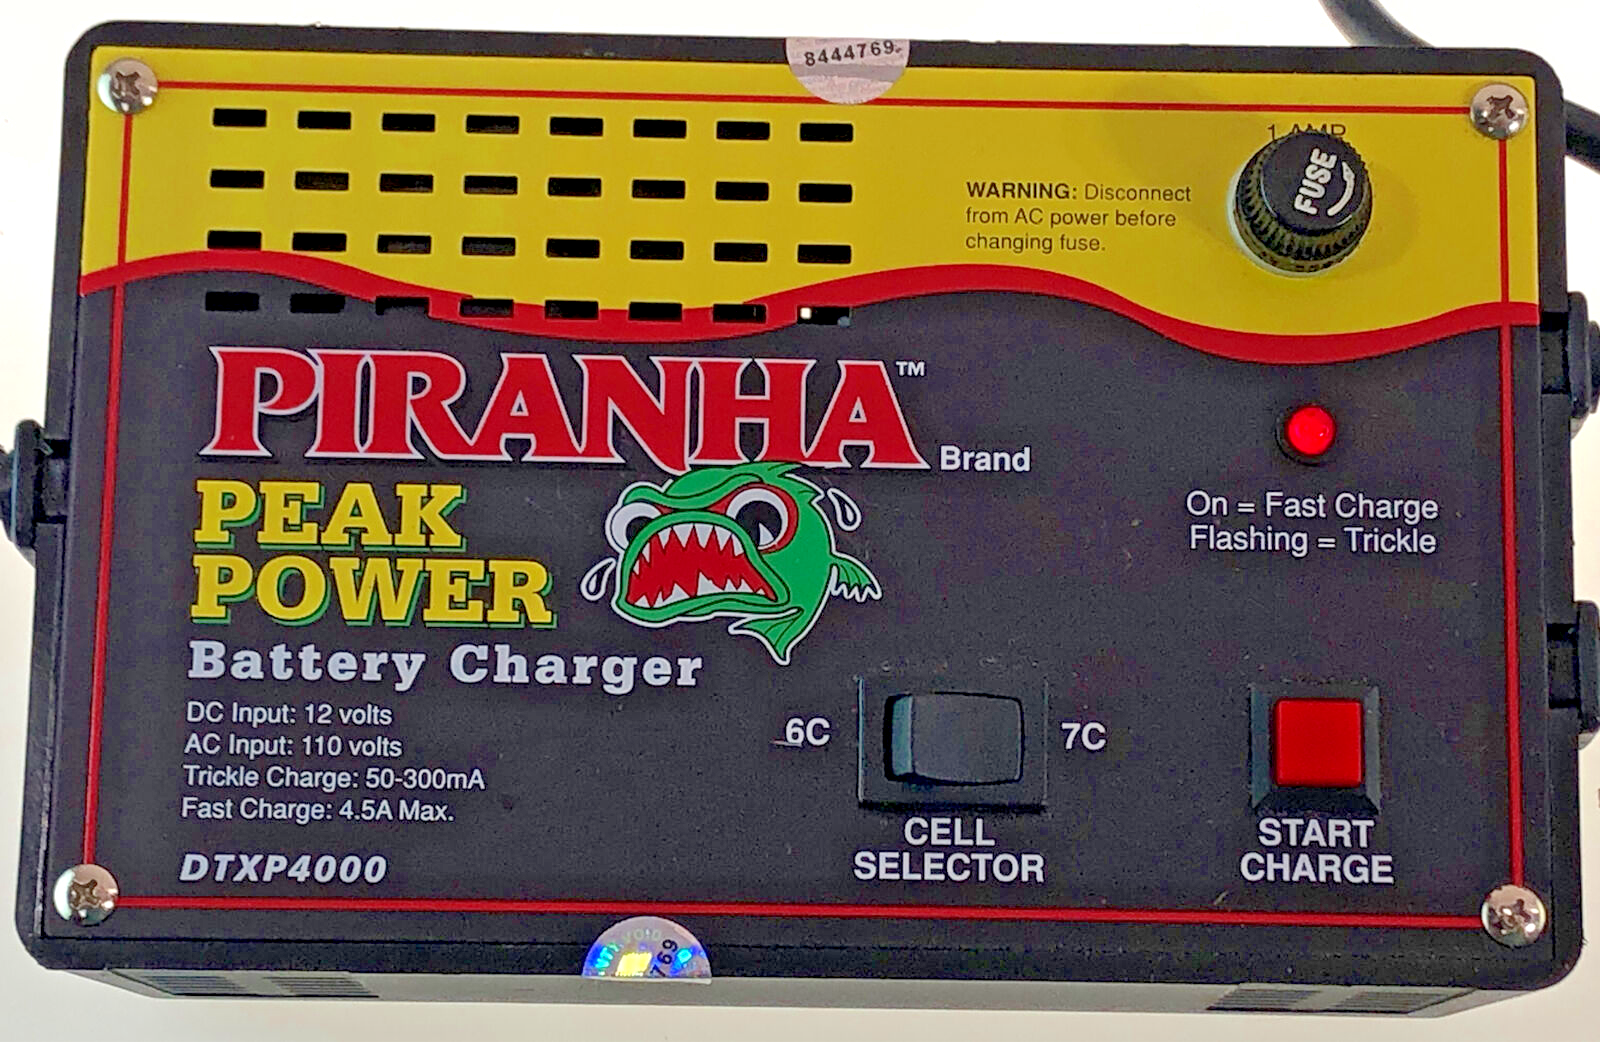 8444769
1 AMP
FUSE
WARNING: Disconnect
from AC power before
changing fuse.
PIRANHA™
Brand
PEAK
POWER
Battery Charger
On = Fast Charge
Flashing = Trickle
DC Input: 12 volts
AC Input: 110 volts
Trickle Charge: 50-300mA
Fast Charge: 4.5A Max.
DTXP4000
6C
7C
CELL
SELECTOR
START
CHARGE
VOID
769